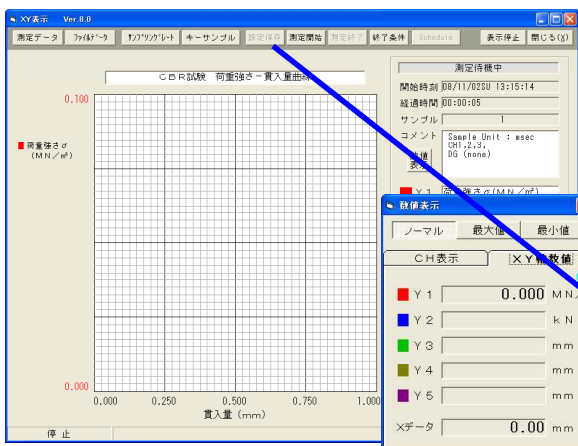 XY表示 Ver.8.0
測定データ ファイルデータ サンプリングレート キーサンプル 設定保存 測定開始 測定終了 終了条件 Schedule 表示停止 閉じる(X)
CBR試験 荷重強さ－貫入量曲線
測定待機中
開始時刻 08/11/02SU 13:15:14
経過時間 00:00:05
サンプル 1
コメント Sample Unit : msec
CH1,2,3,
DG (none)
数値
表示
0.100
荷重強さσ
(MN/㎡)
Y1 荷重強さσ(MN/㎡)
数値表示
ノーマル 最大値 最小値
CH表示 XY軸数値
Y1 0.000 MN/
Y2 kN
Y3 mm
Y4 mm
Y5 mm
Xデータ 0.00 mm
0.000
0.000 0.250 0.500 0.750 1.000
貫入量 (mm)
停止